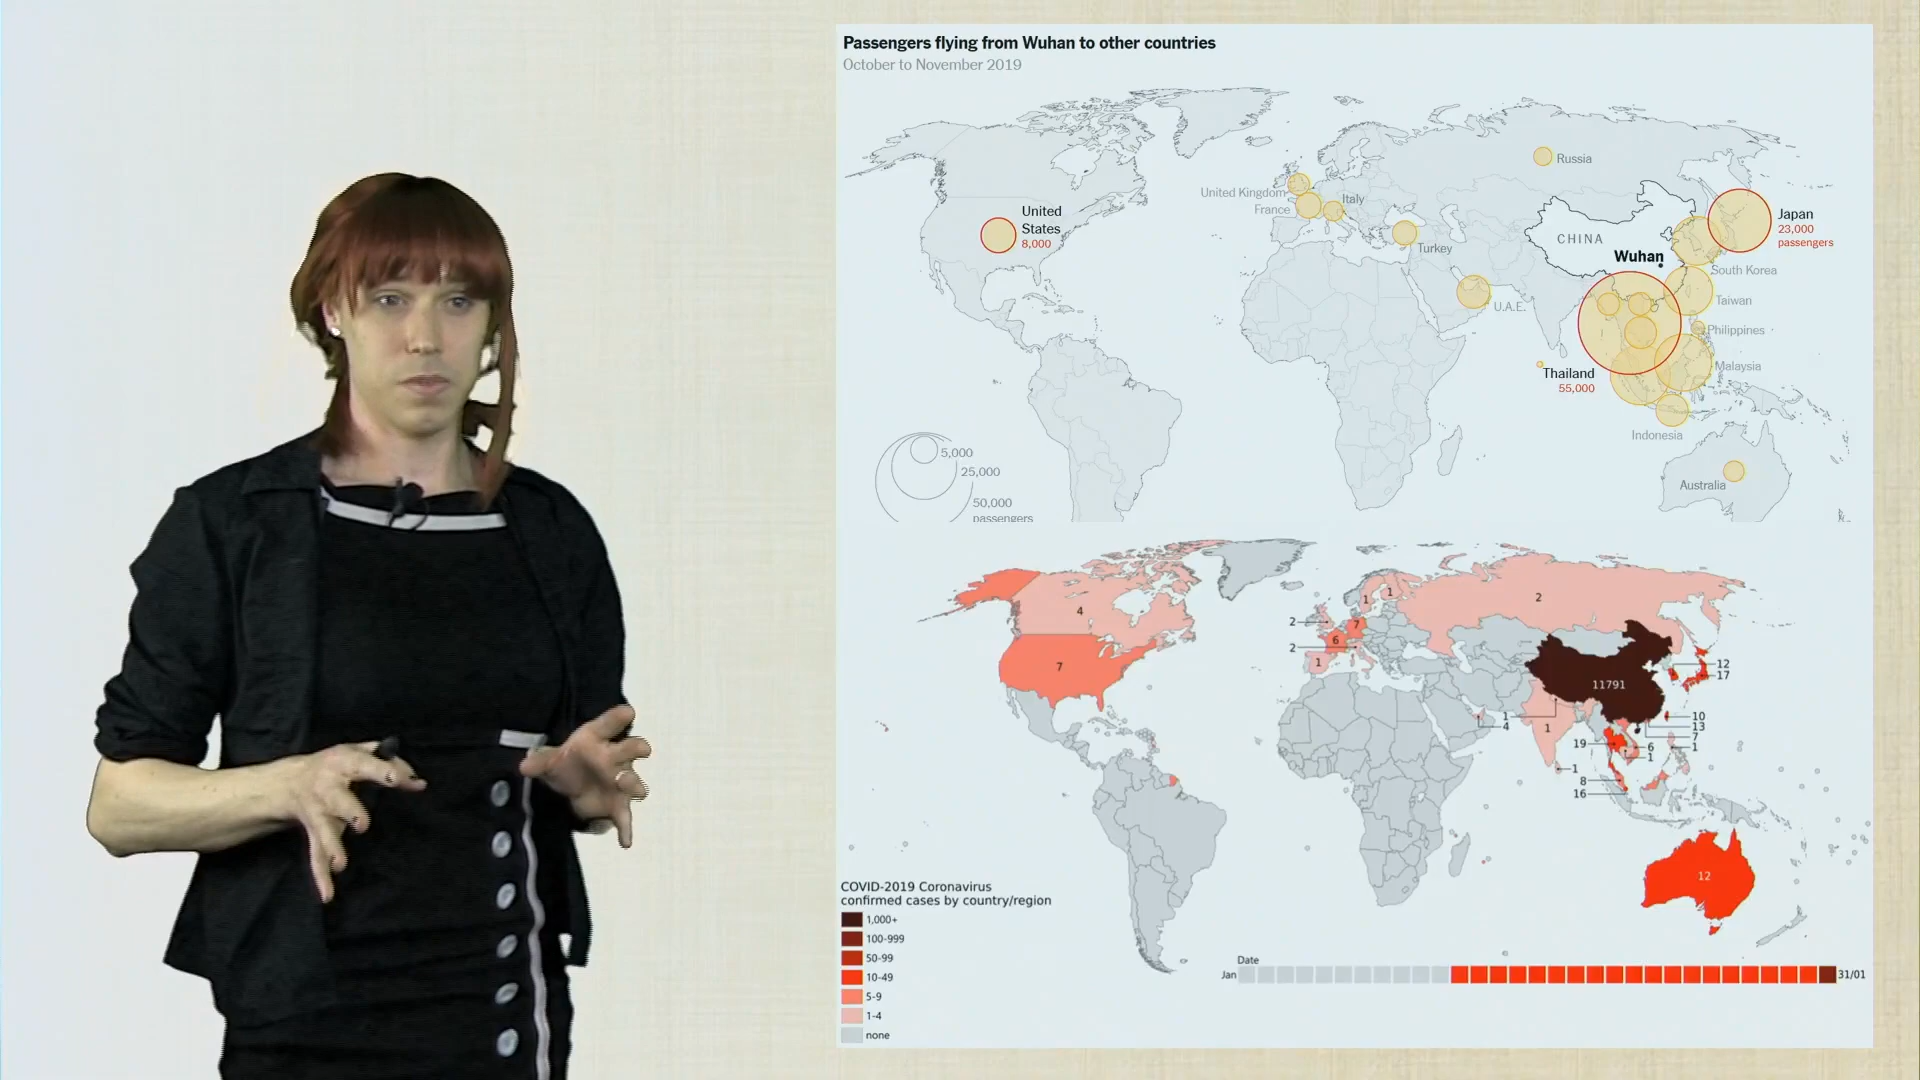 Passengers flying from Wuhan to other countries
October to November 2019
Russia
United Kingdom
Italy
France
United
States
8,000
Japan
23,000
passengers
CHINA
Turkey
Wuhan
South Korea
Taiwan
U.A.E.
Philippines
Malaysia
Thailand
55,000
Indonesia
Australia
5,000
25,000
50,000
passengers
4
1
1
2
2
7
6
2
1
7
11791
12
17
1
4
1
1
10
13
7
19
6
1
1
1
8
16
12
COVID-2019 Coronavirus
confirmed cases by country/region
1,000+
100-999
50-99
10-49
5-9
1-4
none
Date
Jan
31/01